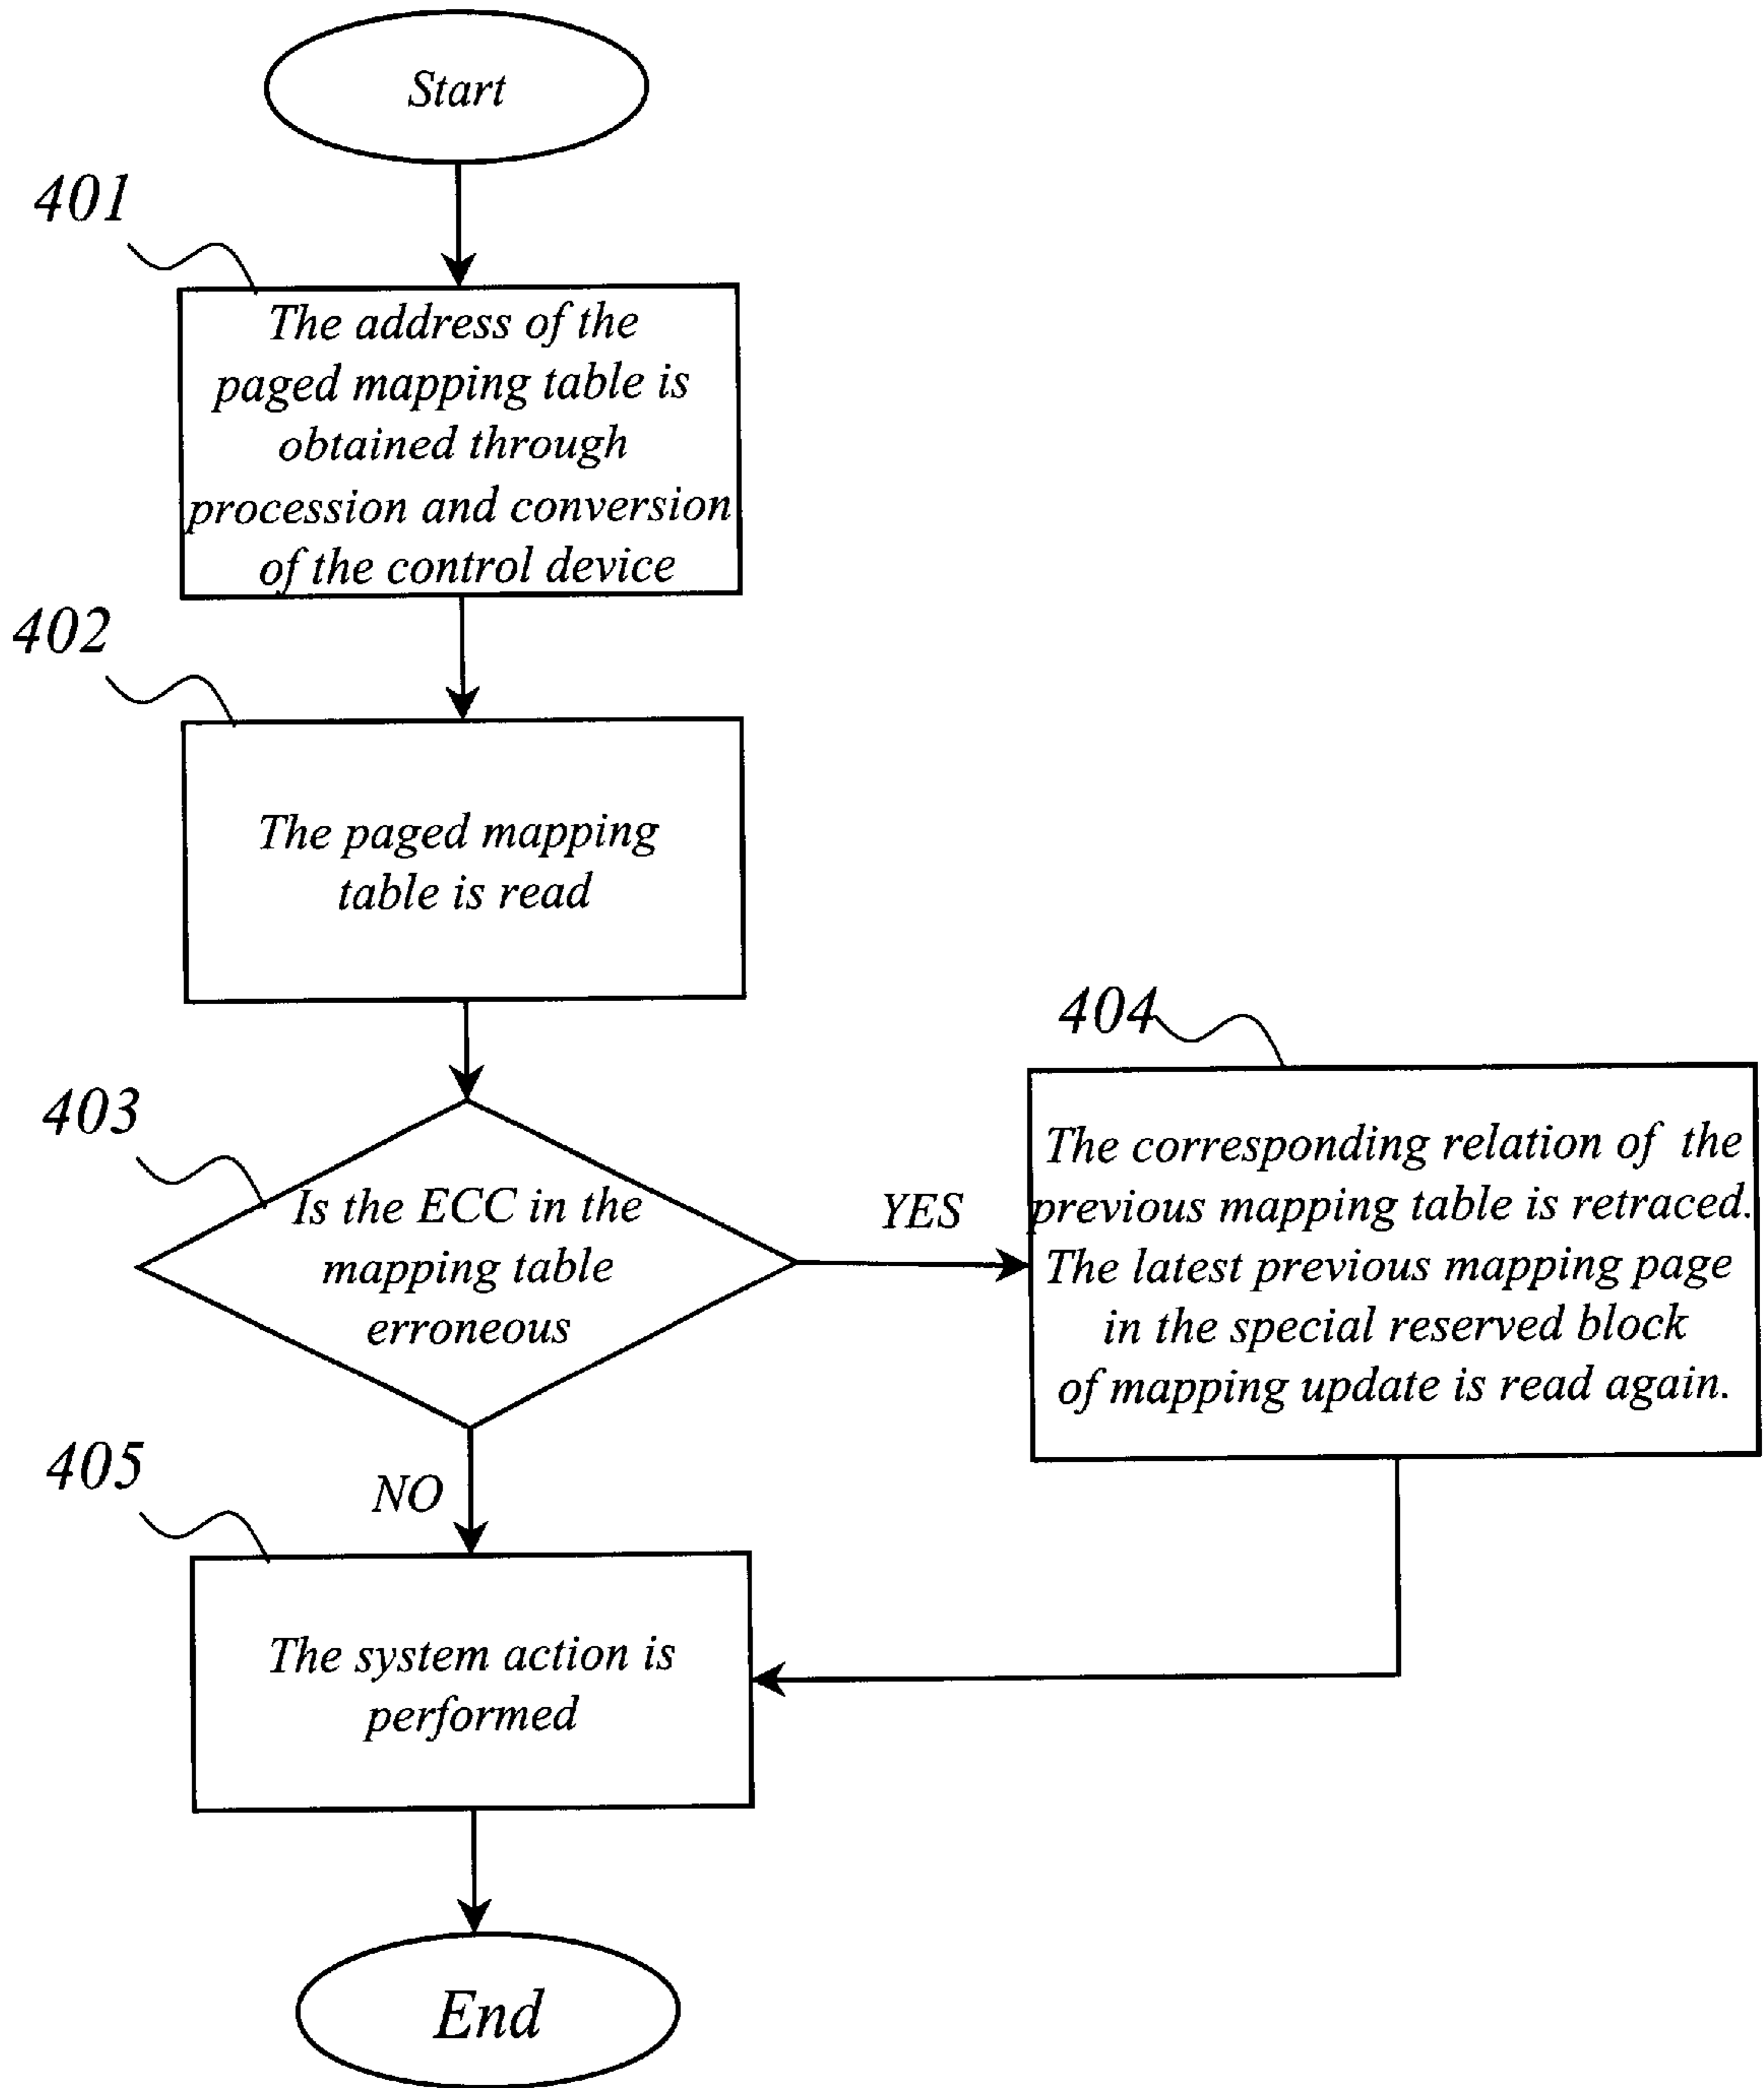 Start
401
The address of the
paged mapping table is
obtained through
procession and conversion
of the control device
402
The paged mapping
table is read
403
Is the ECC in the
mapping table
erroneous
YES
404
The corresponding relation of the
previous mapping table is retraced.
The latest previous mapping page
in the special reserved block
of mapping update is read again.
NO
405
The system action is
performed
End